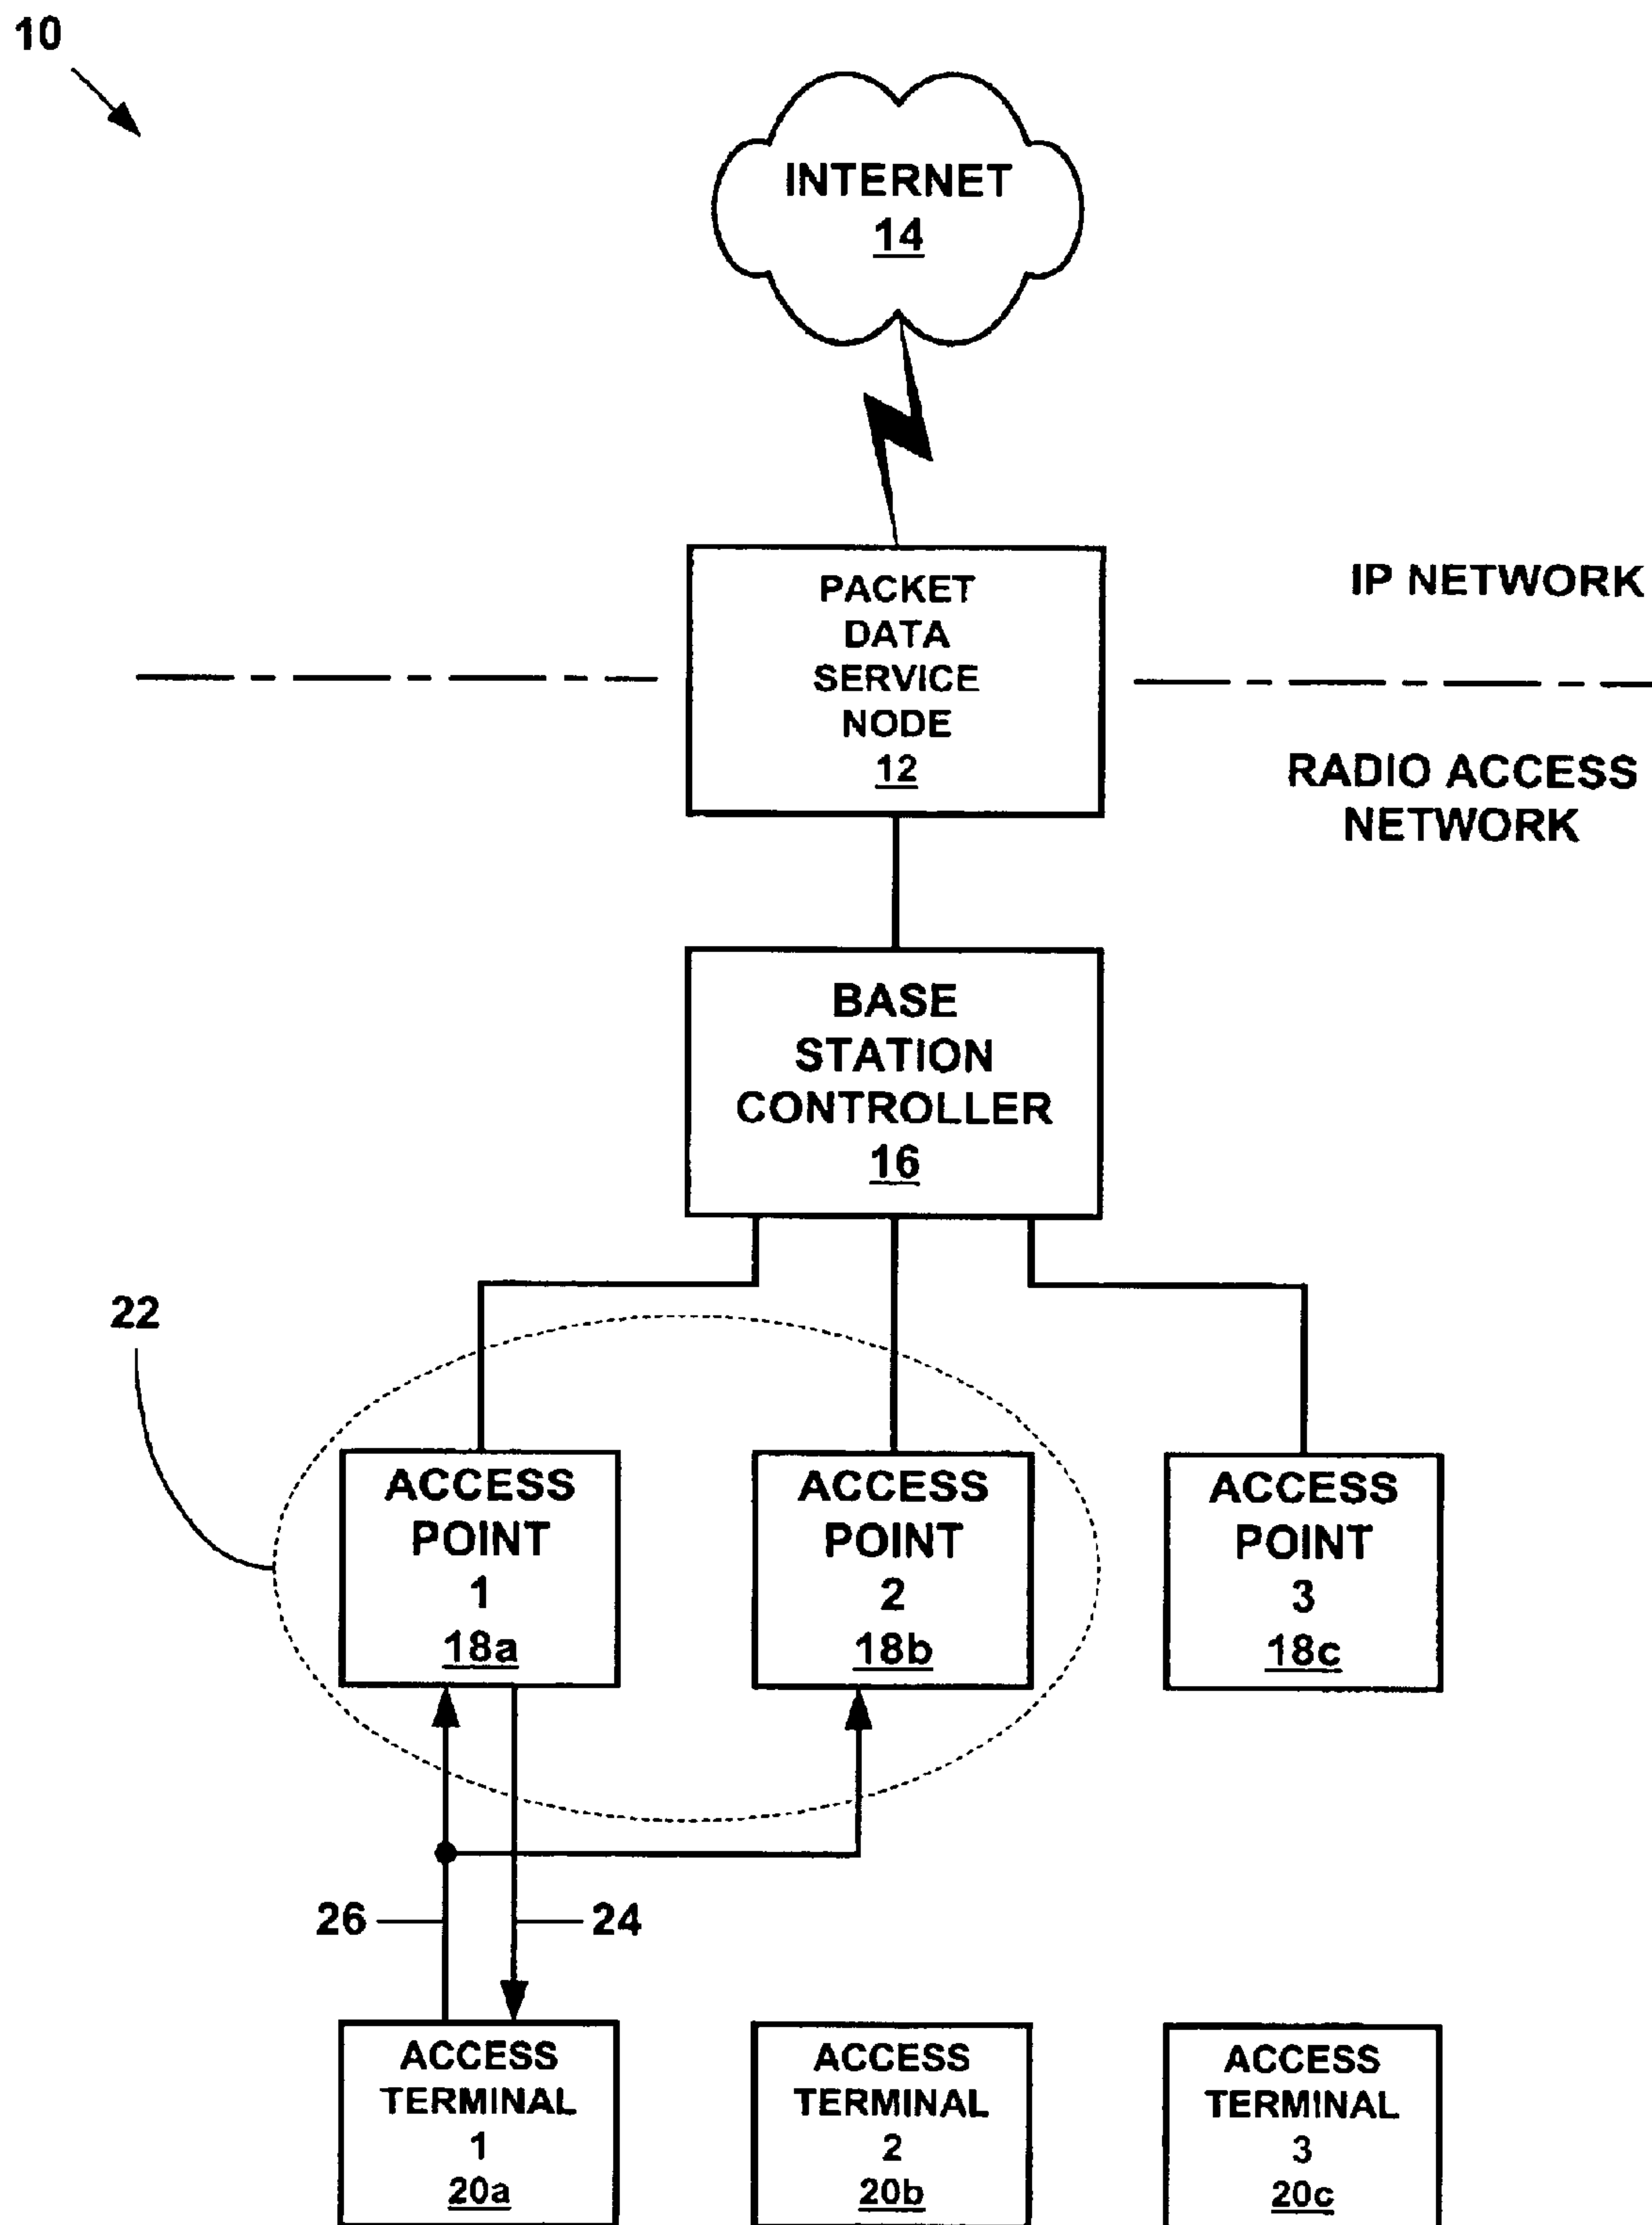 10
INTERNET
14
PACKET
DATA
SERVICE
NODE
12
IP NETWORK
RADIO ACCESS
NETWORK
BASE
STATION
CONTROLLER
16
22
ACCESS
POINT
1
18a
ACCESS
POINT
2
18b
ACCESS
POINT
3
18c
26
24
ACCESS
TERMINAL
1
20a
ACCESS
TERMINAL
2
20b
ACCESS
TERMINAL
3
20c